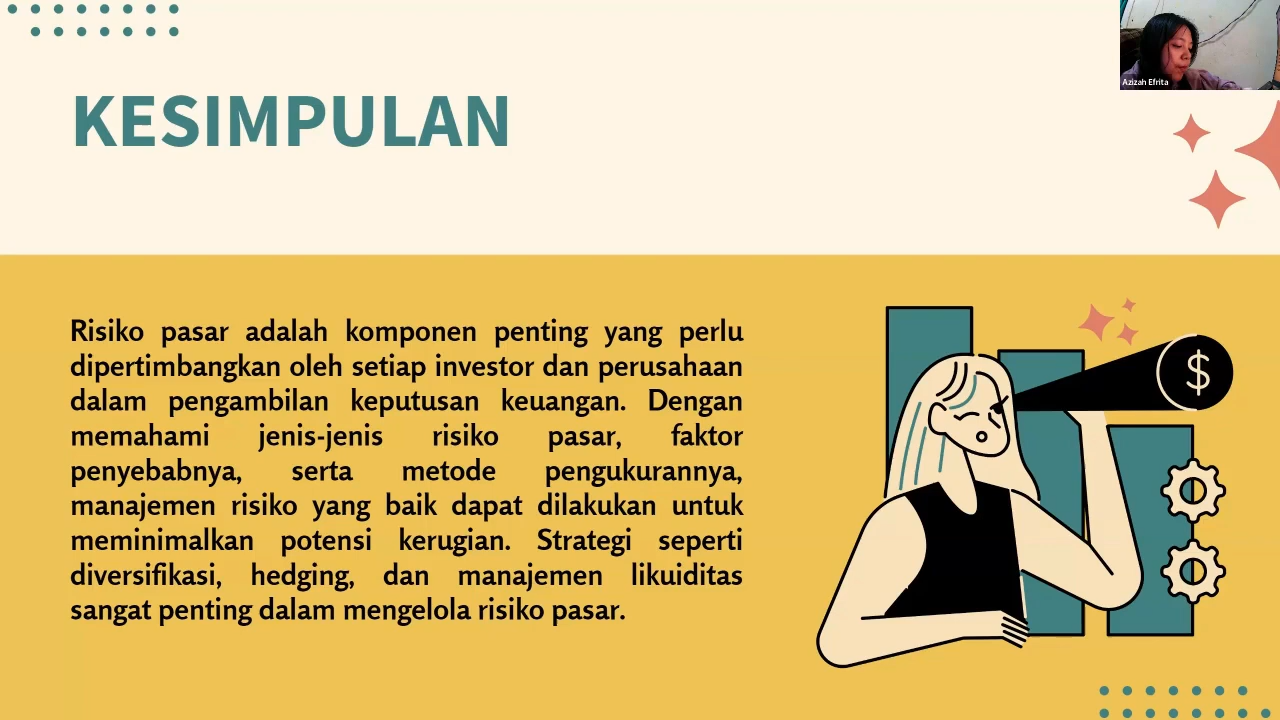 Azizah Efrita
KESIMPULAN
Risiko pasar adalah komponen penting yang perlu
dipertimbangkan oleh setiap investor dan perusahaan
dalam pengambilan keputusan keuangan. Dengan
memahami jenis-jenis risiko pasar, faktor
penyebabnya, serta metode pengukurannya,
manajemen risiko yang baik dapat dilakukan untuk
meminimalkan potensi kerugian. Strategi seperti
diversifikasi, hedging, dan manajemen likuiditas
sangat penting dalam mengelola risiko pasar.
$